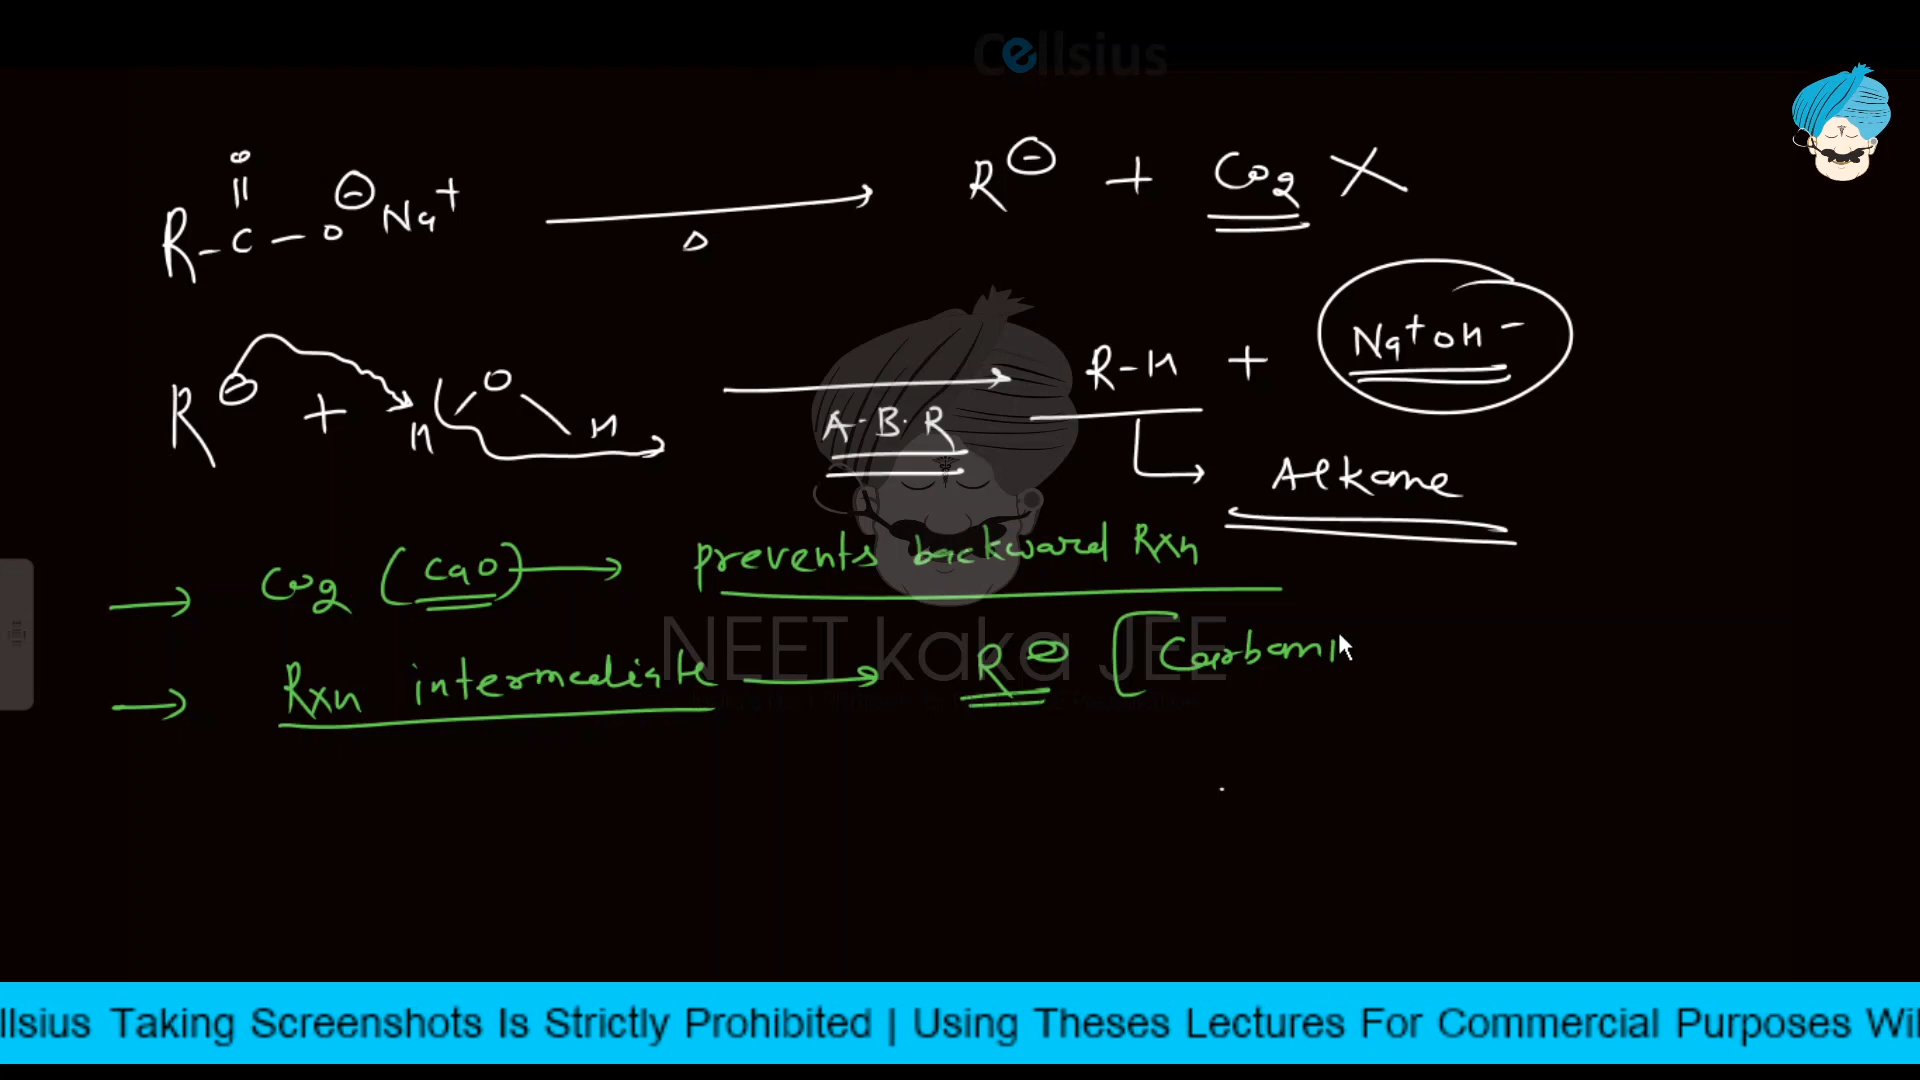 Cellsius
R-C(=O)-O⊖ Na+ ⟶ Δ R⊖ + CO2 X
R⊖ + H-O-H ⟶ A.B.R R-H + Na+OH-
Alkane
→ CO2 (CaO) → prevents backward Rxn
NEET kaka JEE
→ Rxn intermediate → R⊖ [Carbani
llsius Taking Screenshots Is Strictly Prohibited | Using Theses Lectures For Commercial Purposes Wil